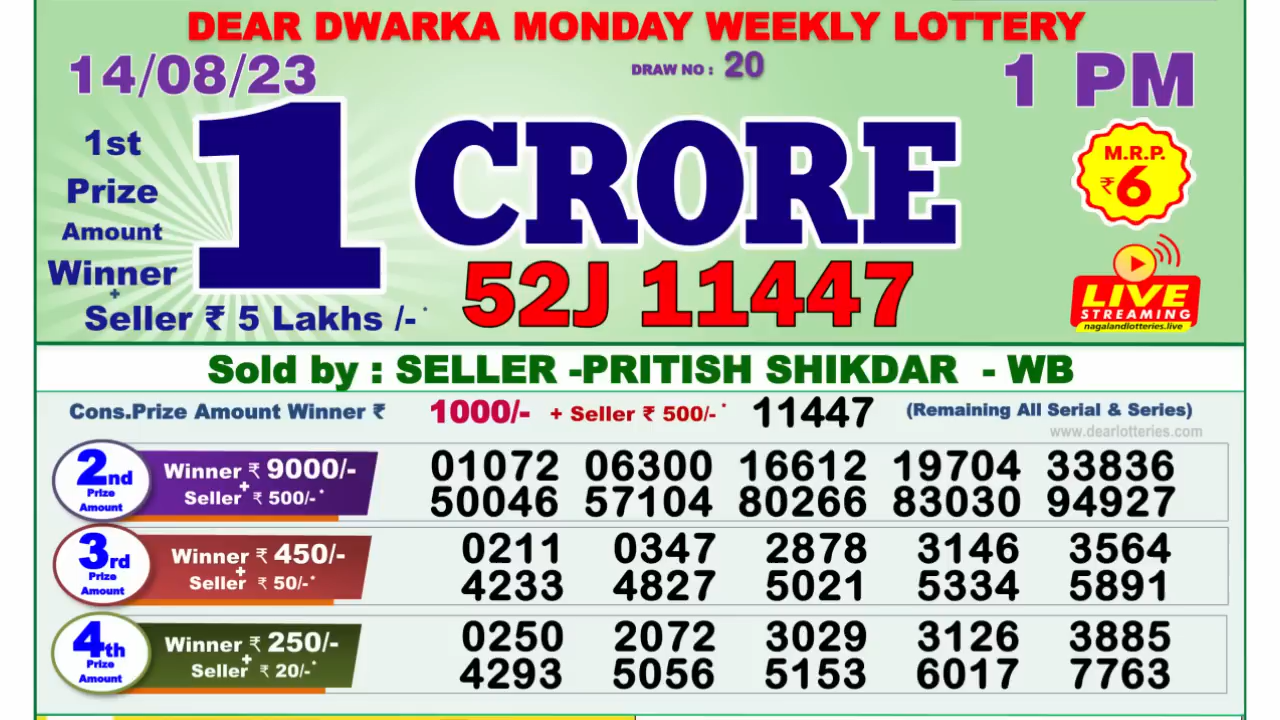 DEAR DWARKA MONDAY WEEKLY LOTTERY
14/08/23
DRAW NO : 20
1 PM
1st
Prize
Amount
Winner
+
Seller ₹ 5 Lakhs /-*
1 CRORE
52J 11447
M.R.P.
₹6
LIVE
STREAMING
nagalandlotteries.live
Sold by : SELLER -PRITISH SHIKDAR - WB
Cons.Prize Amount Winner ₹ 1000/- + Seller ₹ 500/-* 11447 (Remaining All Serial & Series)
www.dearlotteries.com
2nd
Prize
Amount
Winner ₹ 9000/-
+
Seller ₹ 500/-*
01072 06300 16612 19704 33836
50046 57104 80266 83030 94927
3rd
Prize
Amount
Winner ₹ 450/-
+
Seller ₹ 50/-*
0211 0347 2878 3146 3564
4233 4827 5021 5334 5891
4th
Prize
Amount
Winner ₹ 250/-
+
Seller ₹ 20/-*
0250 2072 3029 3126 3885
4293 5056 5153 6017 7763